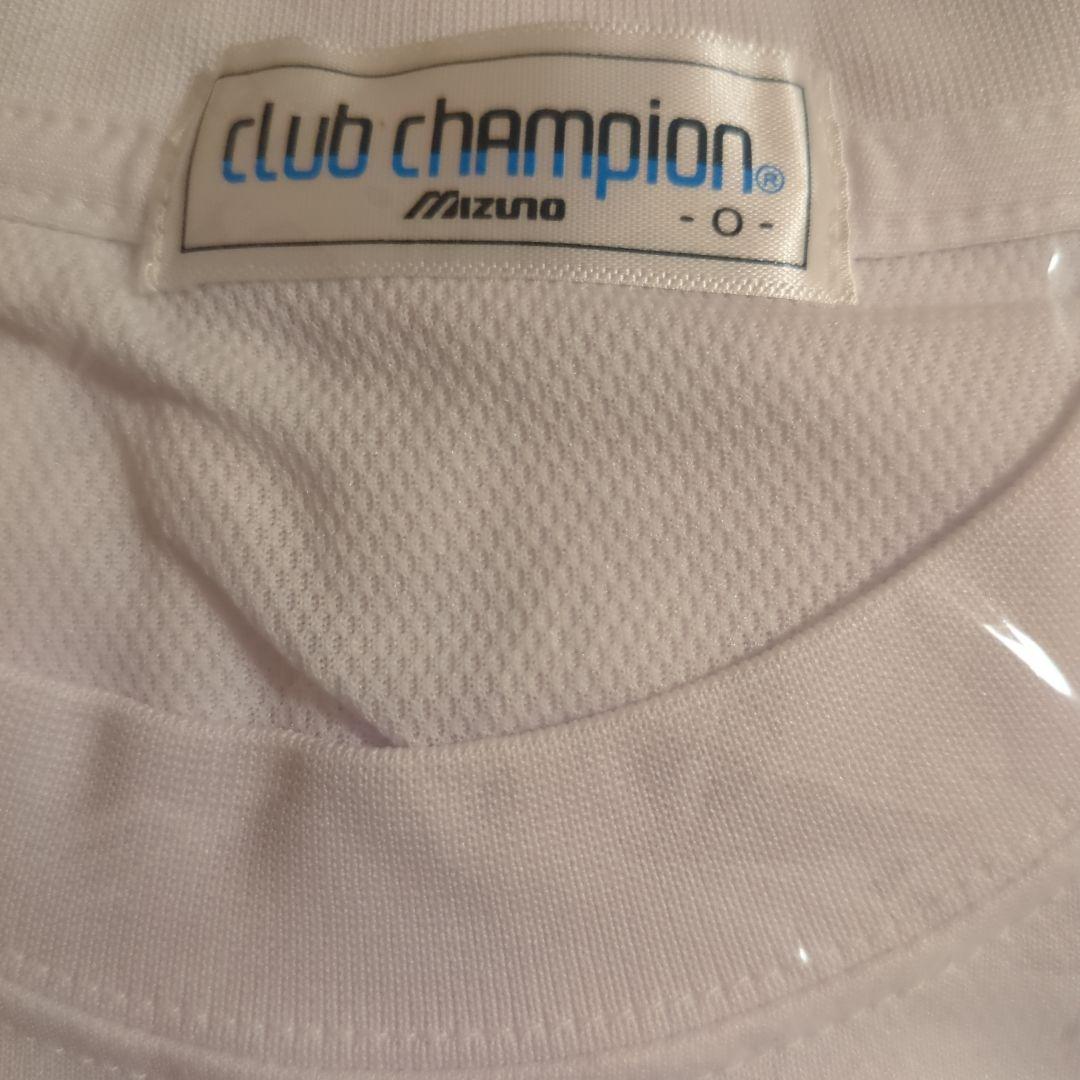 club champion®
Mizuno - O -